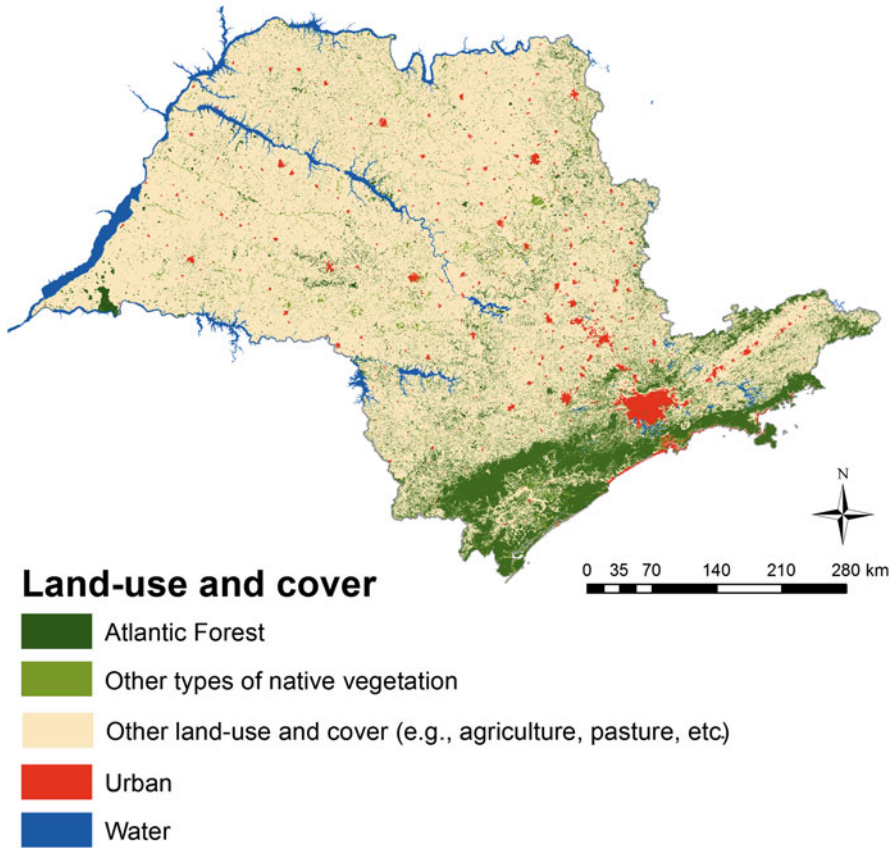 N
0 35 70 140 210 280 km
Land-use and cover
Atlantic Forest
Other types of native vegetation
Other land-use and cover (e.g., agriculture, pasture, etc.)
Urban
Water